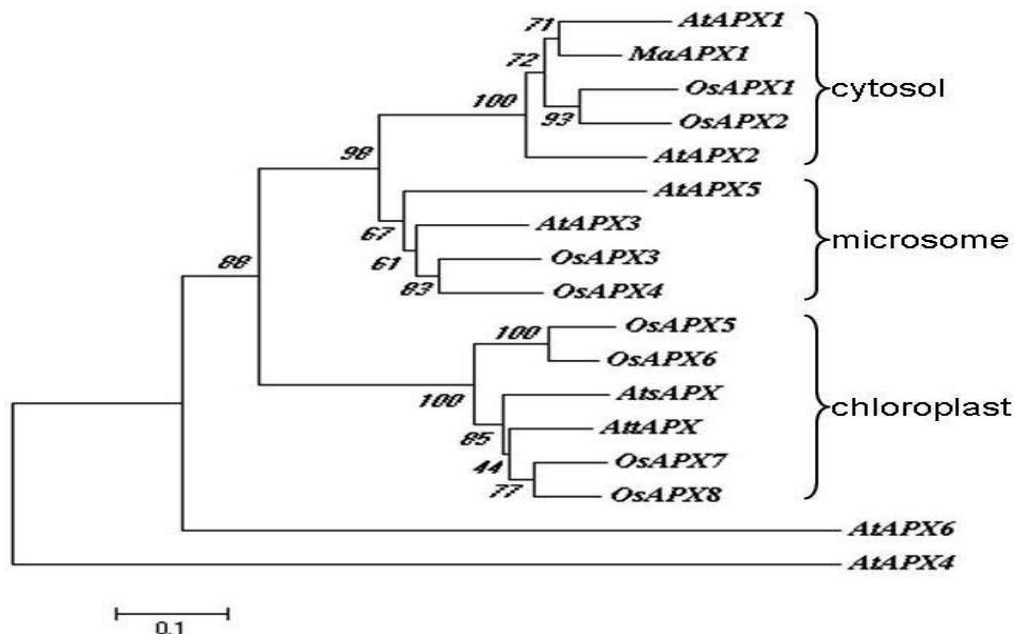 71
AtAPX1
72
MaAPX1
100
OsAPX1
93
OsAPX2
cytosol
98
AtAPX2
AtAPX5
67
AtAPX3
61
OsAPX3
83
OsAPX4
microsome
88
100
OsAPX5
OsAPX6
100
AtsAPX
85
AttAPX
44
OsAPX7
77
OsAPX8
chloroplast
AtAPX6
AtAPX4
0.1